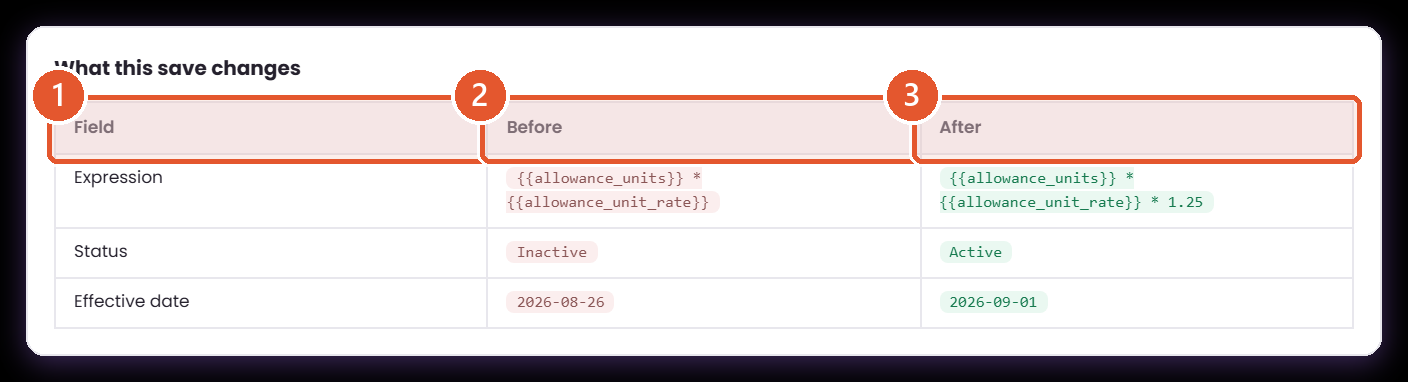 What this save changes
1 2 3
Field Before After
Expression {{allowance_units}} * {{allowance_units}} *
{{allowance_unit_rate}} {{allowance_unit_rate}} * 1.25
Status Inactive Active
Effective date 2026-08-26 2026-09-01